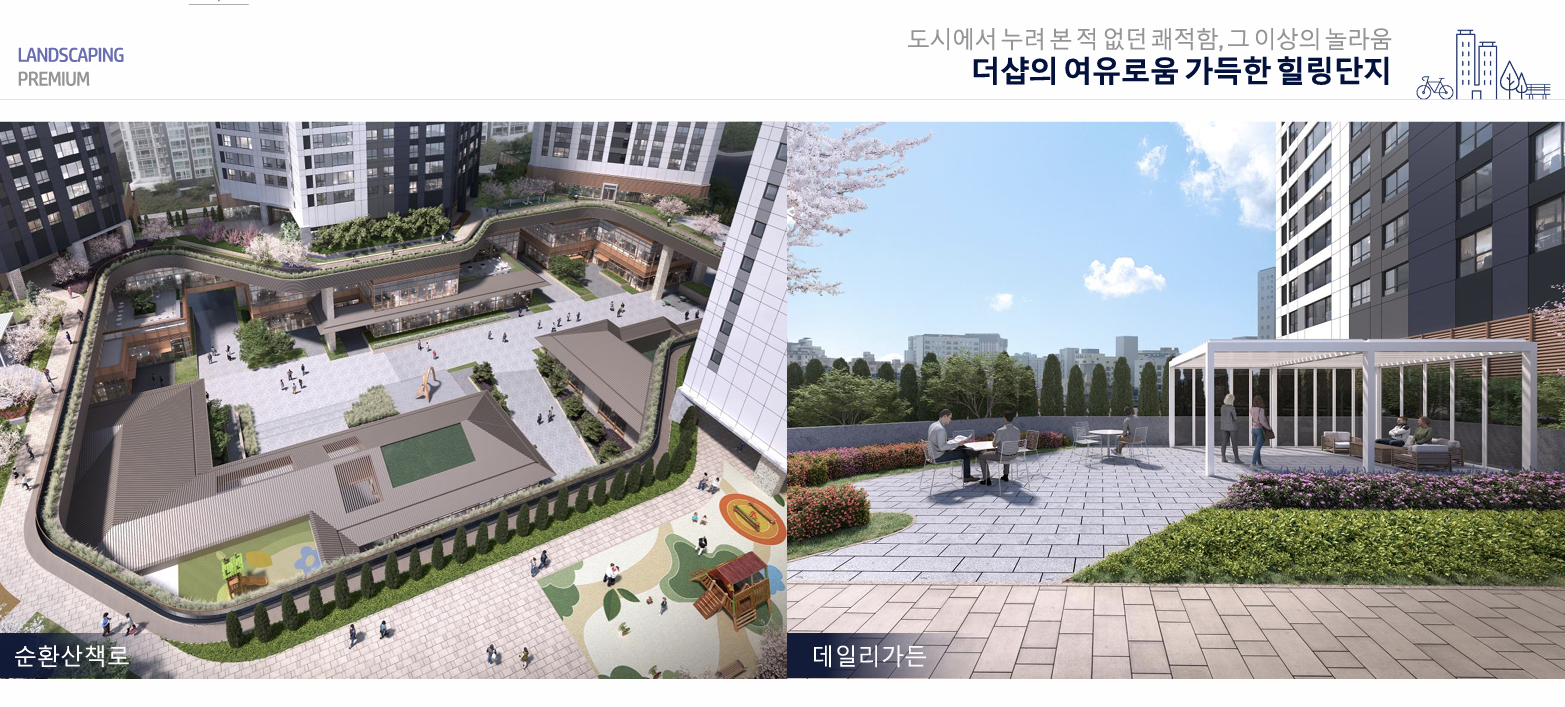 LANDSCAPING
PREMIUM
도시에서 누려 본 적 없던 쾌적함, 그 이상의 놀라움
더샵의 여유로움 가득한 힐링단지
순환산책로
데일리가든